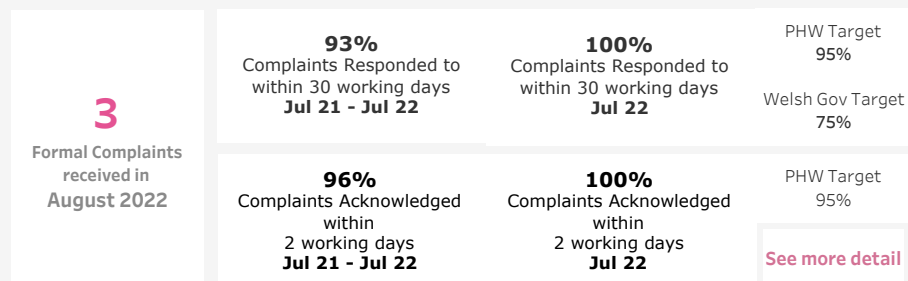 3
Formal Complaints
received in
August 2022
93%
Complaints Responded to
within 30 working days
Jul 21 - Jul 22
100%
Complaints Responded to
within 30 working days
Jul 22
PHW Target
95%
Welsh Gov Target
75%
96%
Complaints Acknowledged
within
2 working days
Jul 21 - Jul 22
100%
Complaints Acknowledged
within
2 working days
Jul 22
PHW Target
95%
See more detail